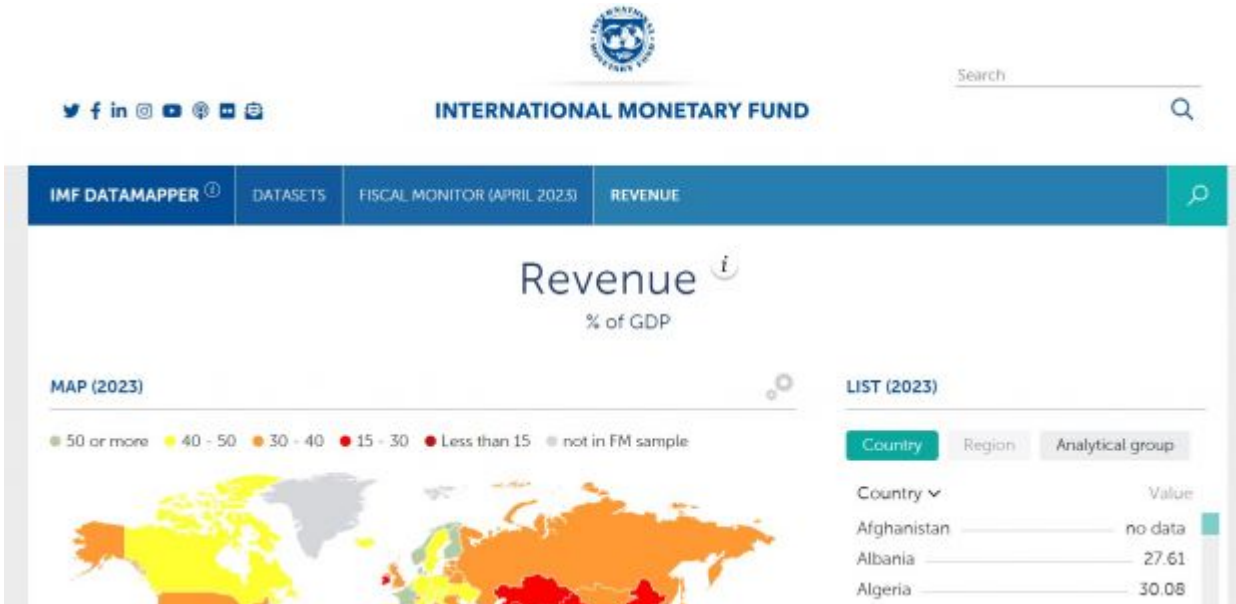 Search
INTERNATIONAL MONETARY FUND
IMF DATAMAPPER i DATASETS FISCAL MONITOR (APRIL 2023) REVENUE
Revenue i
% of GDP
MAP (2023)
LIST (2023)
50 or more 40 - 50 30 - 40 15 - 30 Less than 15 not in FM sample
Country Region Analytical group
Country Value
Afghanistan no data
Albania 27.61
Algeria 30.08